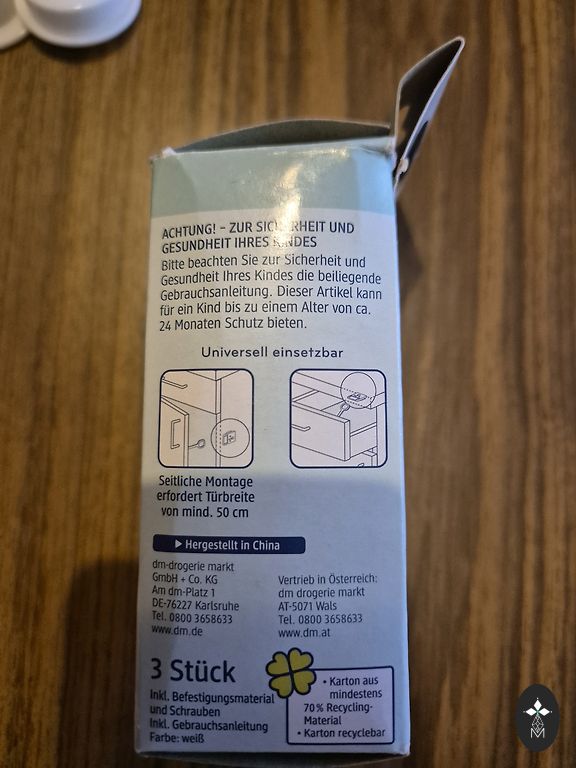 ACHTUNG! – ZUR SICHERHEIT UND
GESUNDHEIT IHRES KINDES
Bitte beachten Sie zur Sicherheit und
Gesundheit Ihres Kindes die beiliegende
Gebrauchsanleitung. Dieser Artikel kann
für ein Kind bis zu einem Alter von ca.
24 Monaten Schutz bieten.
Universell einsetzbar
Seitliche Montage
erfordert Türbreite
von mind. 50 cm
Hergestellt in China
dm-drogerie markt
GmbH + Co. KG
Am dm-Platz 1
DE-76227 Karlsruhe
Tel. 0800 3658633
www.dm.de
Vertrieb in Österreich:
dm drogerie markt
AT-5071 Wals
Tel. 0800 3658633
www.dm.at
3 Stück
Inkl. Befestigungsmaterial
und Schrauben
Inkl. Gebrauchsanleitung
Farbe: weiß
• Karton aus
mindestens
70 % Recycling-
Material
• Karton recyclebar
M